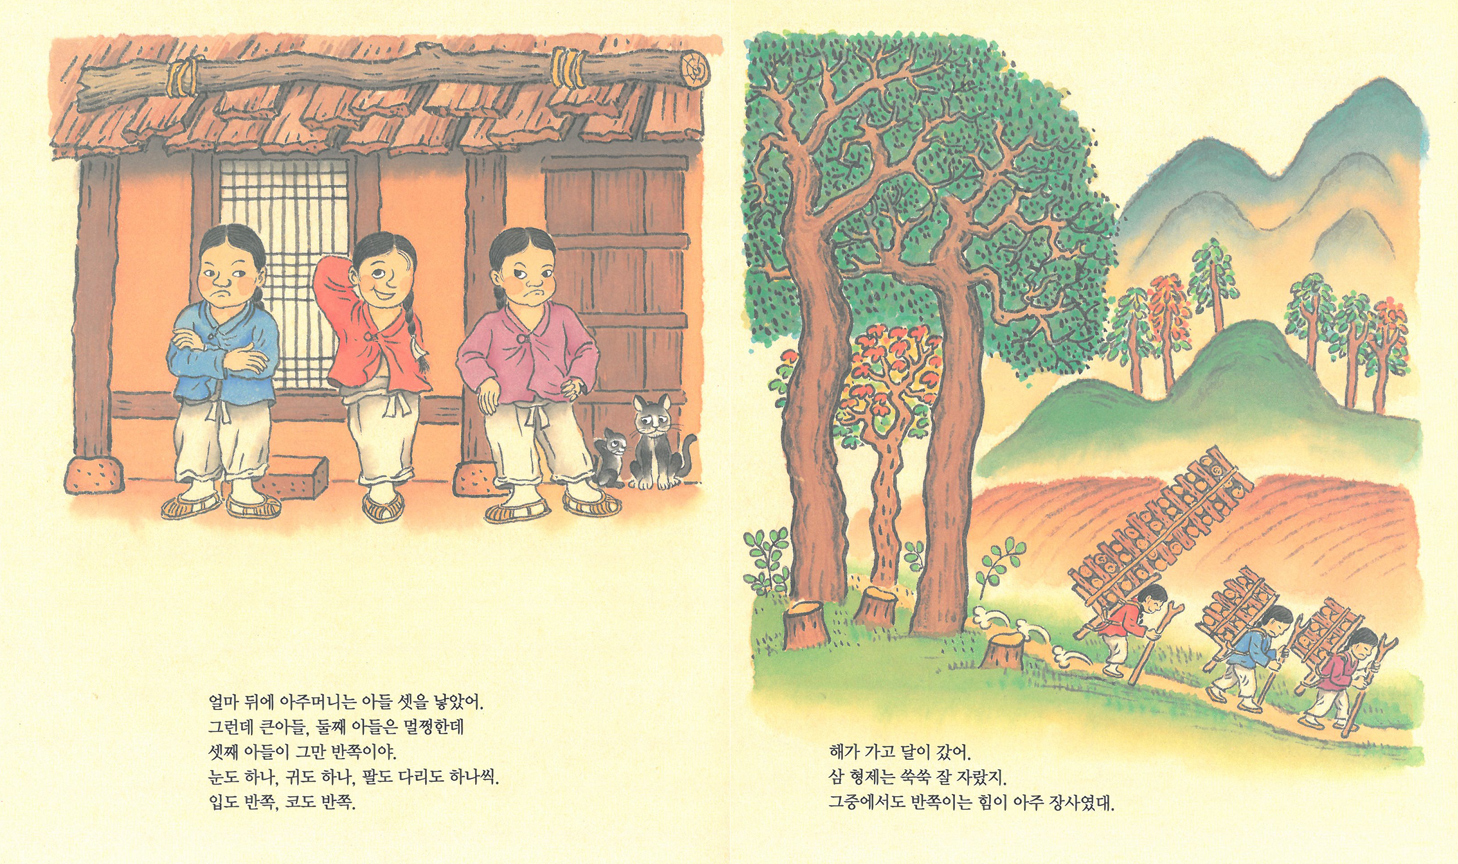 얼마 뒤에 아주머니는 아들 셋을 낳았어.
그런데 큰아들, 둘째 아들은 멀쩡한데
셋째 아들이 그만 반쪽이야.
눈도 하나, 귀도 하나, 팔도 다리도 하나씩.
입도 반쪽, 코도 반쪽.
해가 가고 달이 갔어.
삼 형제는 쑥쑥 잘 자랐지.
그중에서도 반쪽이는 힘이 아주 장사였대.